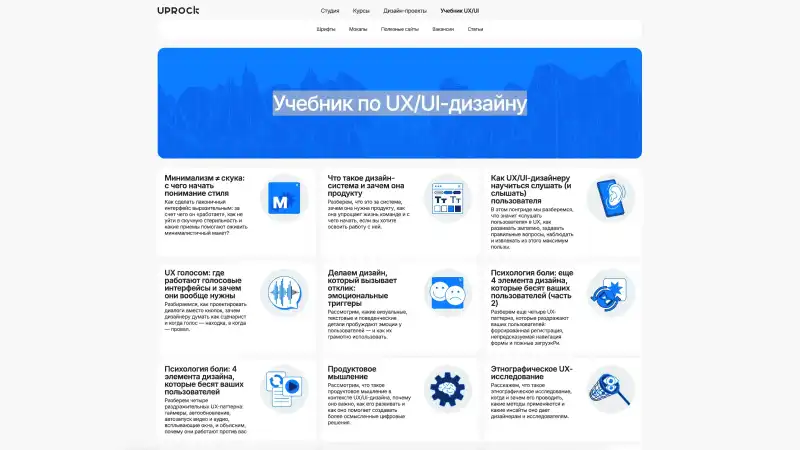 UPROCK
Студия Курсы Дизайн-проекты Учебник UX/UI
Шрифты Мокапы Полезные сайты Вакансии Статьи
Учебник по UX/UI-дизайну
Минимализм ≠ скука:
с чего начать
понимание стиля
Как сделать лаконичный
интерфейс выразительным: за
счет чего он «работает», как не
уйти в скучную стерильность и
какие приемы помогают оживить
минималистичный макет?
Что такое дизайн-
система и зачем она
продукту
Разберем, что это за система,
зачем она нужна продукту, как
она упрощает жизнь команде и с
чего начать, если вы хотите
освоить работу с ней.
Как UX/UI-дизайнеру
научиться слушать (и
слышать)
пользователя
В этом лонгриде мы разберемся,
что значит «слушать
пользователя» в UX, как
развивать эмпатию, задавать
правильные вопросы, наблюдать
и извлекать из этого максимум
пользы.
UX голосом: где
работают голосовые
интерфейсы и зачем
они вообще нужны
Разбираемся, как проектировать
диалоги вместо кнопок, зачем
дизайнеру думать как сценарист
и когда голос — находка, а когда
— провал.
Делаем дизайн,
который вызывает
отклик:
эмоциональные
триггеры
Рассмотрим, какие визуальные,
текстовые и поведенческие
детали пробуждают эмоции у
пользователей — и как их
грамотно использовать.
Психология боли: еще
4 элемента дизайна,
которые бесят ваших
пользователей (часть
2)
Разберем еще четыре UX-
паттерна, которые раздражают
ваших пользователей:
форсированная регистрация,
непредсказуемая навигация
формы и ложные загрузки.
Психология боли: 4
элемента дизайна,
которые бесят ваших
пользователей
Разберем четыре
раздражительных UX-паттерна:
таймеры, автообновление,
автозапуск видео и аудио,
всплывающие окна, и объясним,
почему они работают против вас
Продуктовое
мышление
Рассмотрим, что такое
продуктовое мышление в
контексте UX/UI-дизайна, почему
оно важно, как его развивать и
как оно помогает создавать
более осмысленные цифровые
решения.
Этнографическое UX-
исследование
Расскажем, что такое
этнографическое исследование,
когда и зачем его проводить,
какие методы применяются и
какие инсайты оно дает
дизайнерам и исследователям.